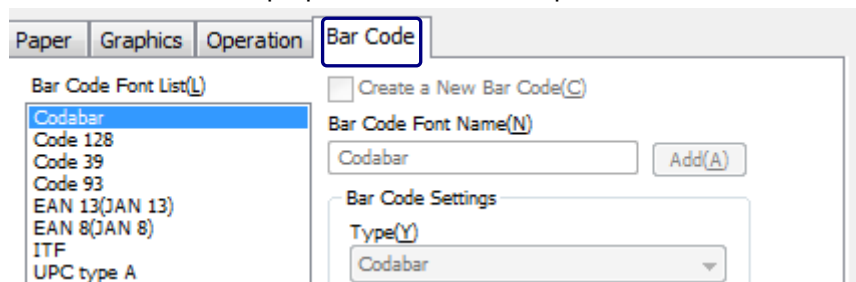 Paper Graphics Operation Bar Code
Bar Code Font List(L)
Codabar
Code 128
Code 39
Code 93
EAN 13(JAN 13)
EAN 8(JAN 8)
ITF
UPC type A
Create a New Bar Code(C)
Bar Code Font Name(N)
Codabar Add(A)
Bar Code Settings
Type(Y)
Codabar